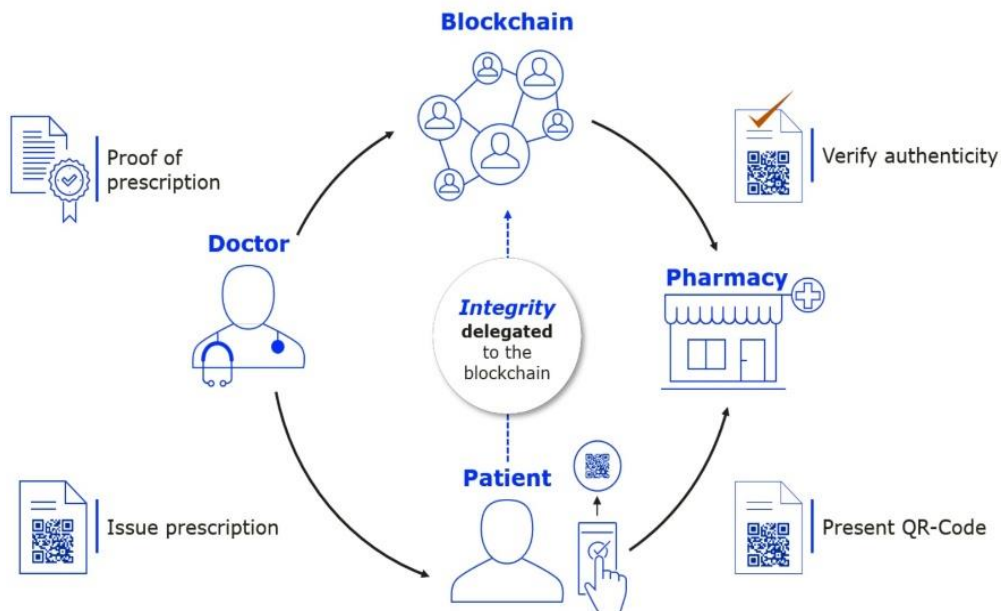 Blockchain
Proof of
prescription
Verify authenticity
Doctor
Pharmacy
Integrity
delegated
to the
blockchain
Patient
Issue prescription
Present QR-Code